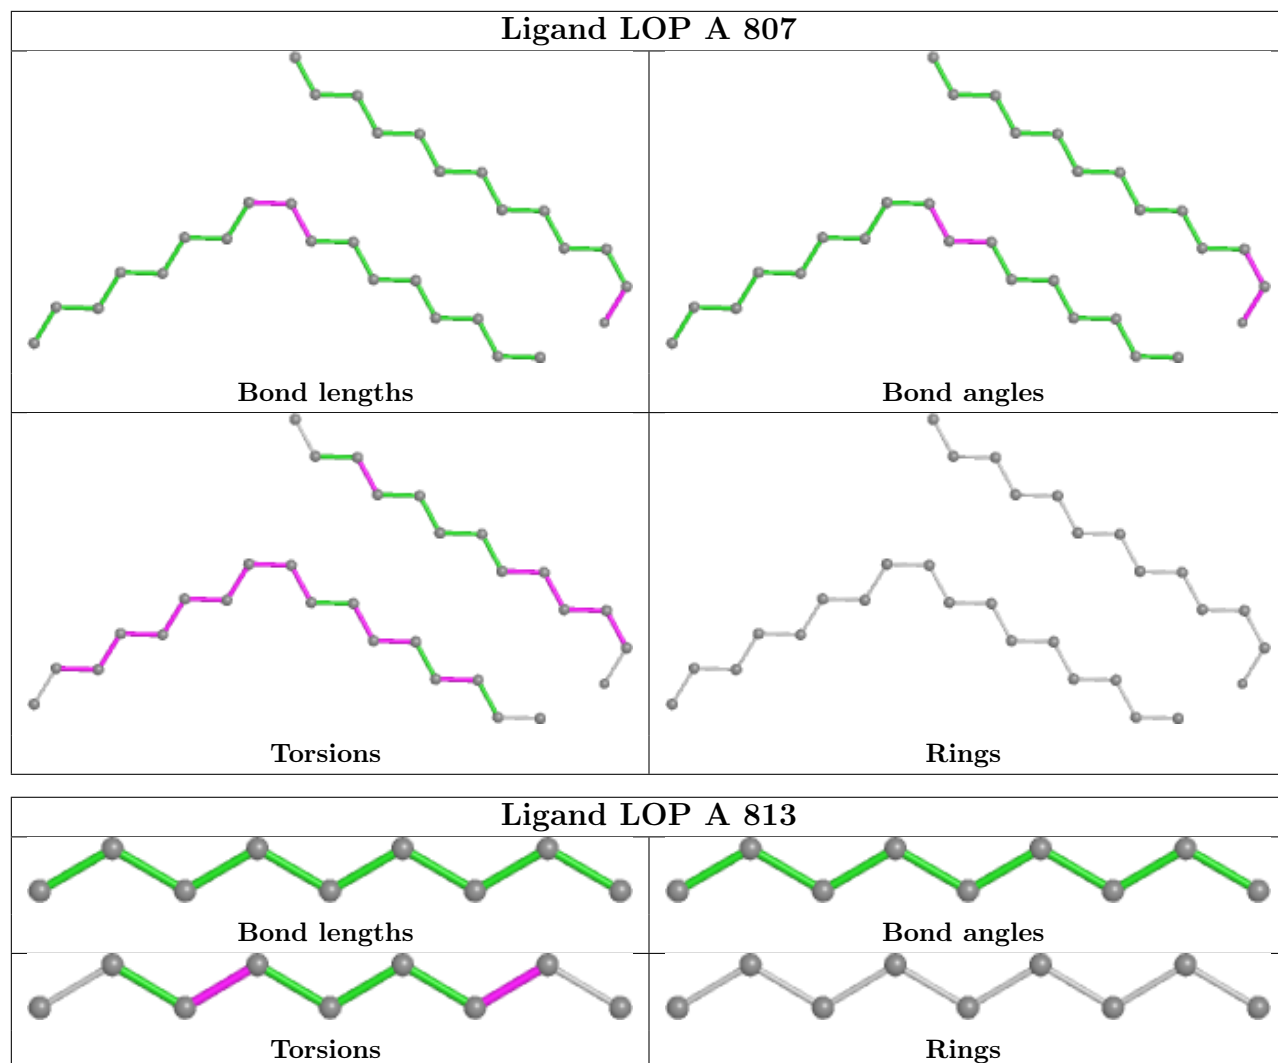 Ligand LOP A 807
Bond lengths
Bond angles
Torsions
Rings
Ligand LOP A 813
Bond lengths
Bond angles
Torsions
Rings